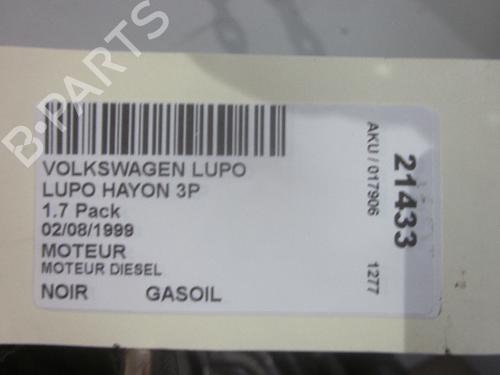 B-PARTS
VOLKSWAGEN LUPO
LUPO HAYON 3P
1.7 Pack
02/08/1999
MOTEUR
MOTEUR DIESEL
NOIR GASOIL
AKU / 017906
1277
21433